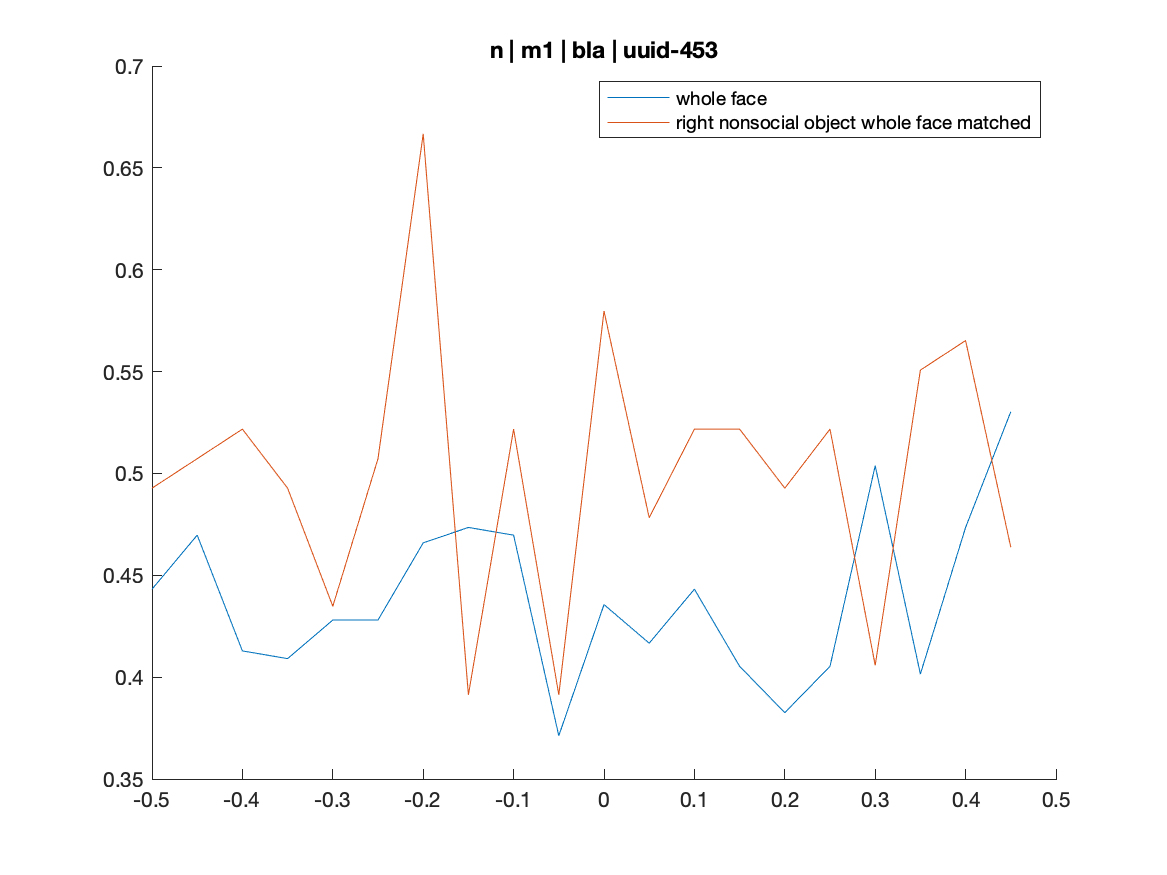 n | m1 | bla | uuid-453
whole face
right nonsocial object whole face matched
0.7
0.65
0.6
0.55
0.5
0.45
0.4
0.35
-0.5 -0.4 -0.3 -0.2 -0.1 0 0.1 0.2 0.3 0.4 0.5